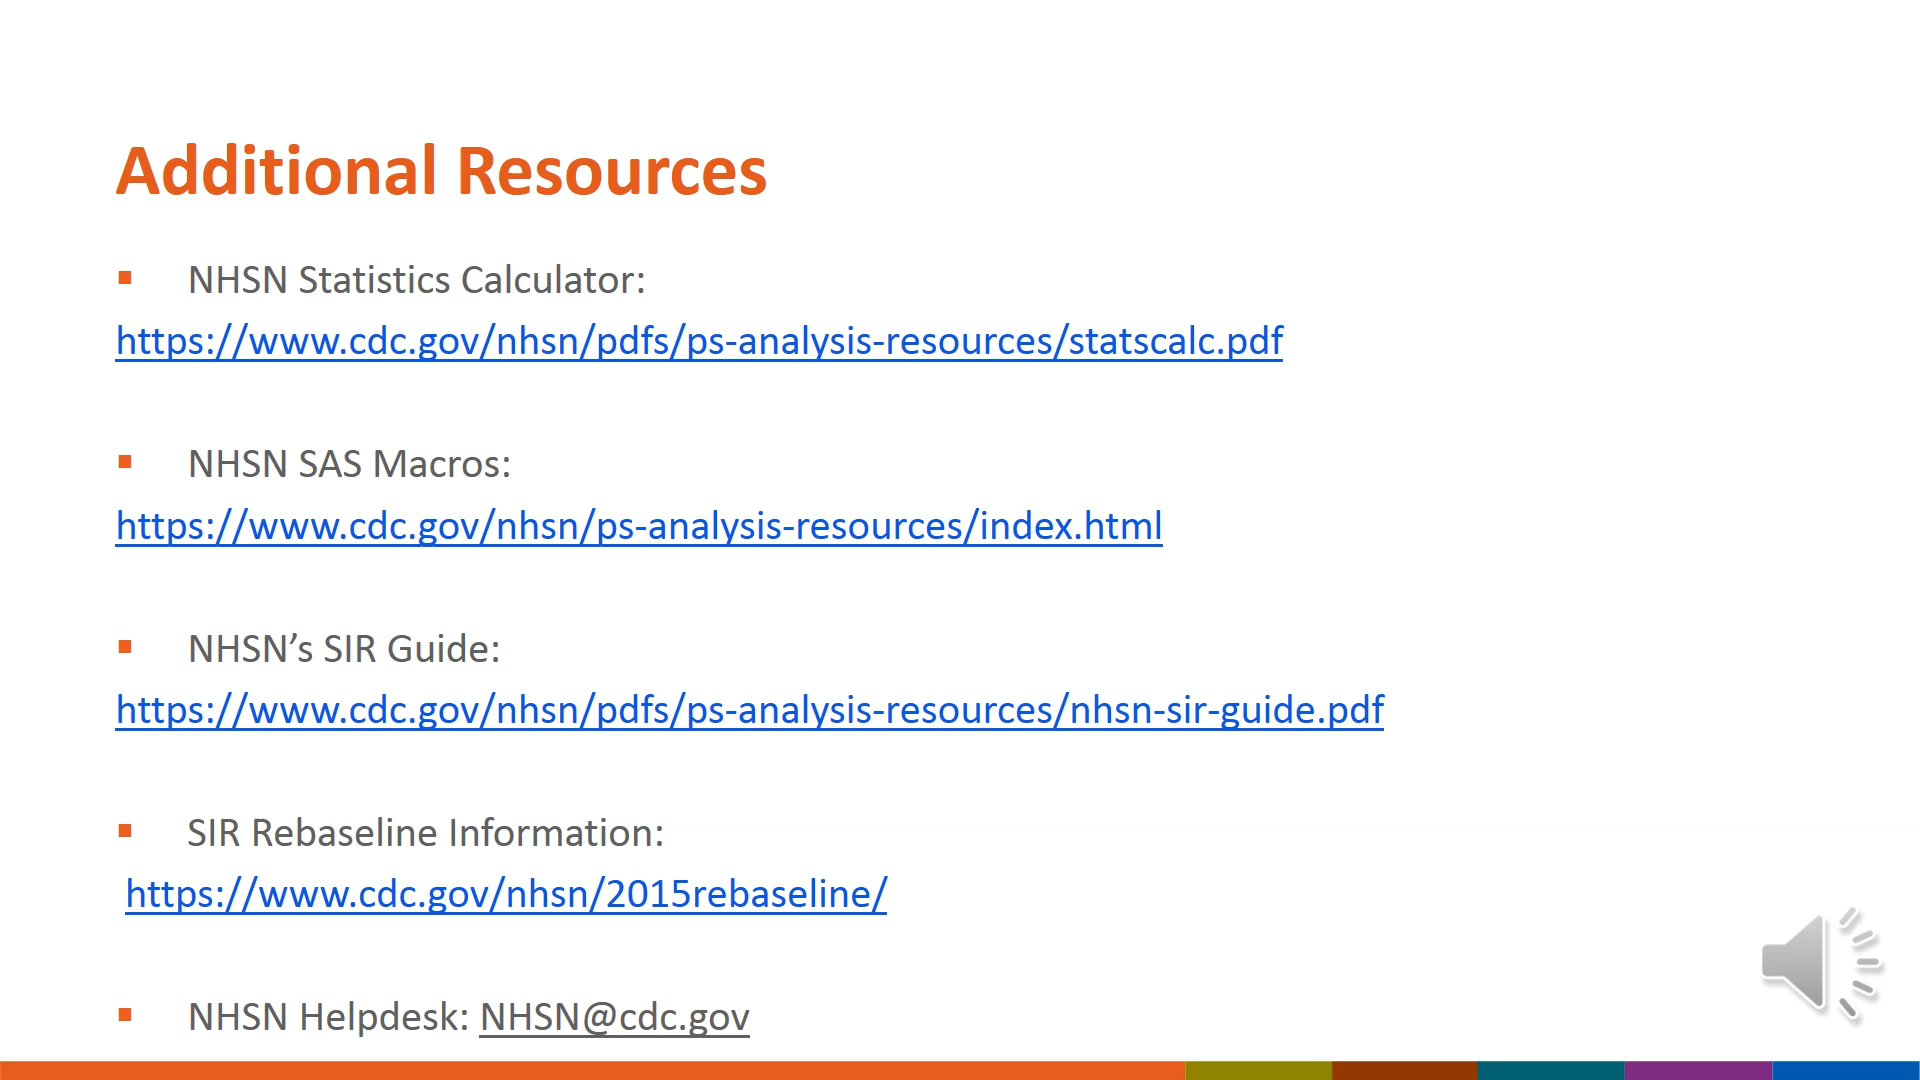 Additional Resources
▪ NHSN Statistics Calculator:
https://www.cdc.gov/nhsn/pdfs/ps-analysis-resources/statscalc.pdf
▪ NHSN SAS Macros:
https://www.cdc.gov/nhsn/ps-analysis-resources/index.html
▪ NHSN’s SIR Guide:
https://www.cdc.gov/nhsn/pdfs/ps-analysis-resources/nhsn-sir-guide.pdf
▪ SIR Rebaseline Information:
https://www.cdc.gov/nhsn/2015rebaseline/
▪ NHSN Helpdesk: NHSN@cdc.gov